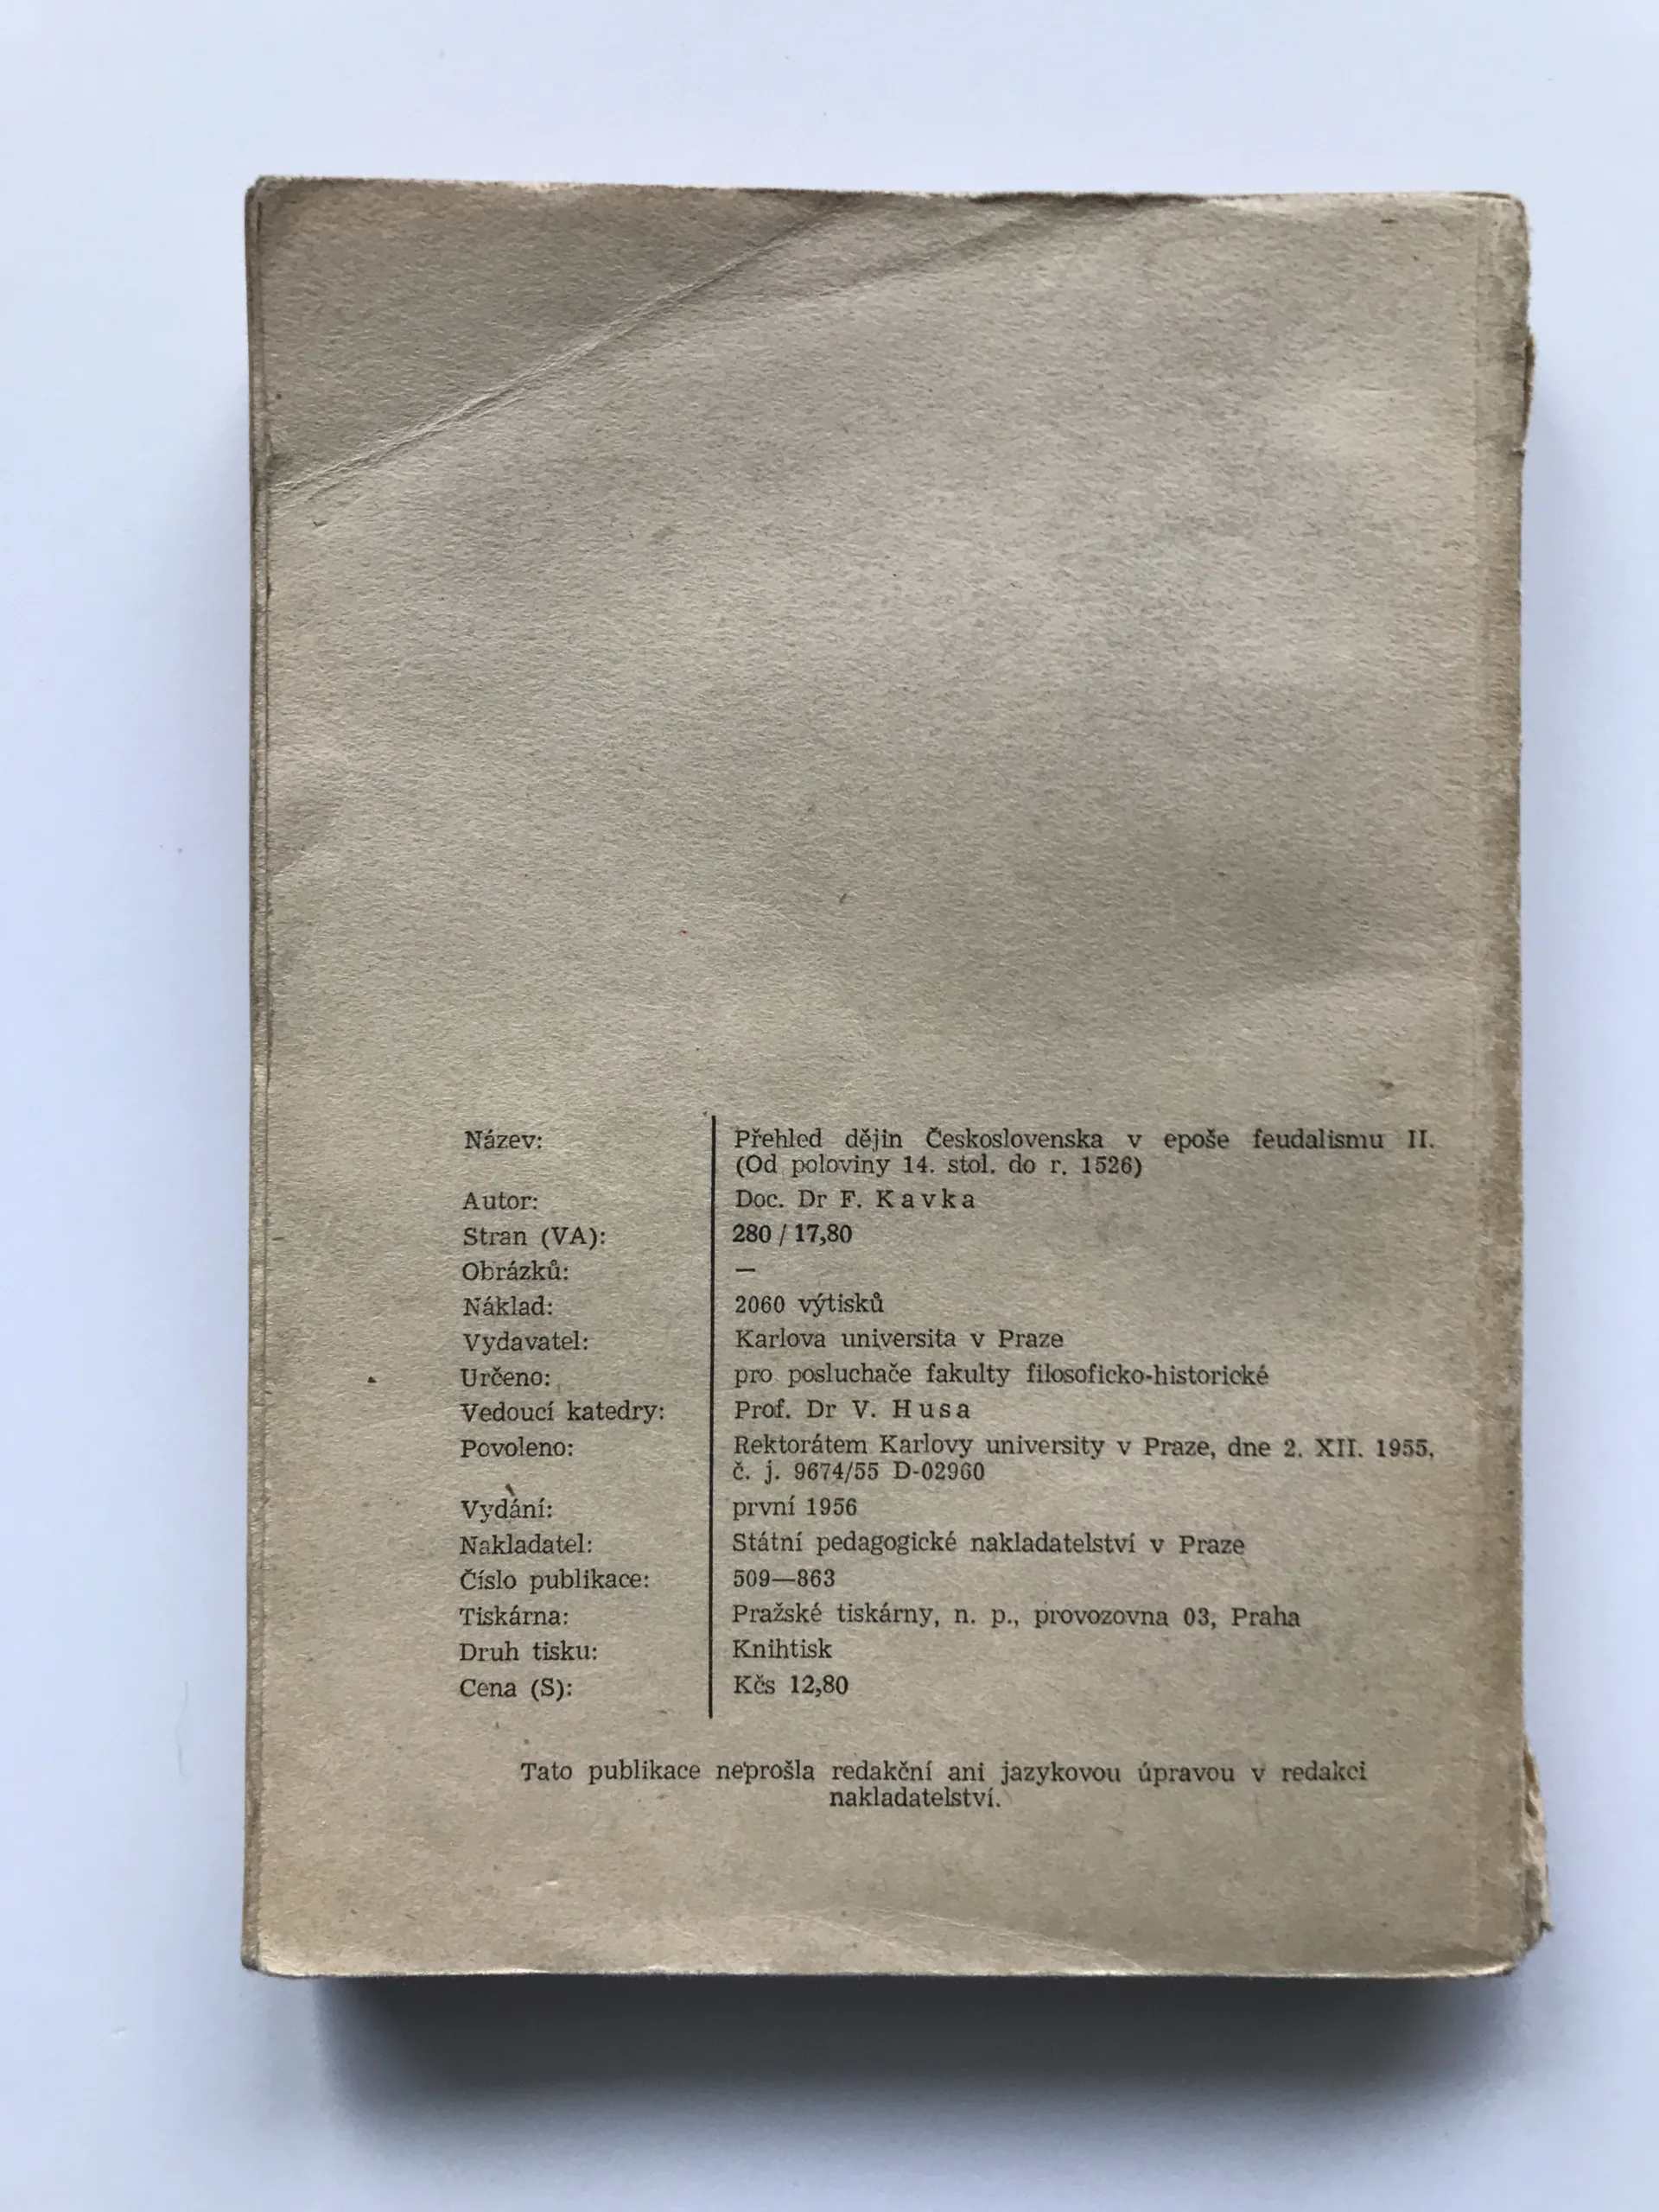 Název: Přehled dějin Československa v epoše feudalismu II.
(Od poloviny 14. stol. do r. 1526)
Autor: Doc. Dr F. Kavka
Stran (VA): 280 / 17,80
Obrázků: —
Náklad: 2060 výtisků
Vydavatel: Karlova universita v Praze
Určeno: pro posluchače fakulty filosoficko-historické
Vedoucí katedry: Prof. Dr V. Husa
Povoleno: Rektorátem Karlovy university v Praze, dne 2. XII. 1955,
č. j. 9674/55 D-02960
Vydání: první 1956
Nakladatel: Státní pedagogické nakladatelství v Praze
Číslo publikace: 509—863
Tiskárna: Pražské tiskárny, n. p., provozovna 03, Praha
Druh tisku: Knihtisk
Cena (S): Kčs 12,80
Tato publikace neprošla redakční ani jazykovou úpravou v redakci
nakladatelství.